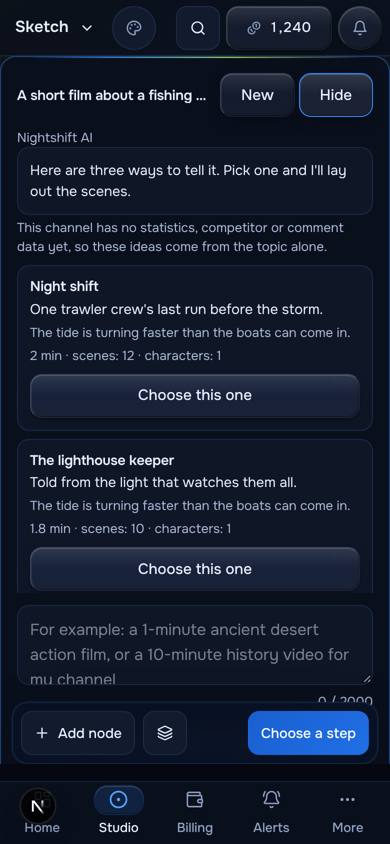 Sketch
1,240
A short film about a fishing ...
New
Hide
Nightshift AI
Here are three ways to tell it. Pick one and I'll lay
out the scenes.
This channel has no statistics, competitor or comment
data yet, so these ideas come from the topic alone.
Night shift
One trawler crew's last run before the storm.
The tide is turning faster than the boats can come in.
2 min · scenes: 12 · characters: 1
Choose this one
The lighthouse keeper
Told from the light that watches them all.
The tide is turning faster than the boats can come in.
1.8 min · scenes: 10 · characters: 1
Choose this one
For example: a 1-minute ancient desert
action film, or a 10-minute history video for
my channel
0 / 2000
Add node
Choose a step
N
Home
Studio
Billing
Alerts
More